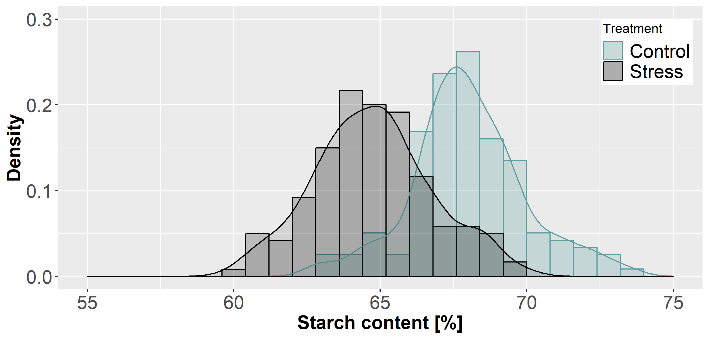 0.3
0.2
0.1
0.0
Density
Treatment
Control
Stress
55 60 65 70 75
Starch content [%]